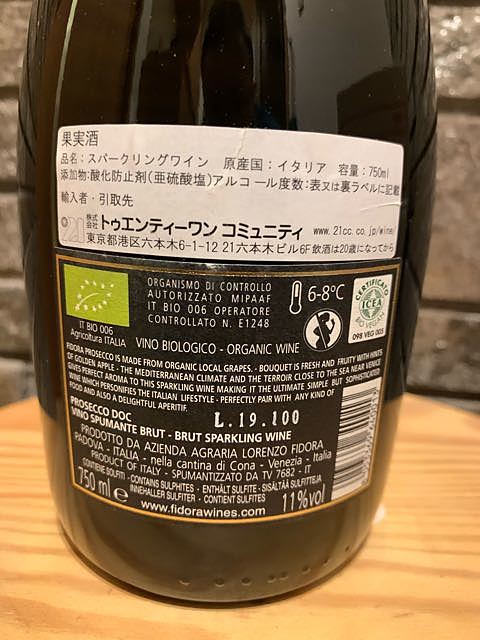 果実酒
品名：スパークリングワイン 原産国：イタリア 容量：750ml
添加物:酸化防止剤(亜硫酸塩)アルコール度数:表又は裏ラベルに記載
輸入者・引取先
21 株式会社 トゥエンティーワン コミュニティ www.21cc.co.jp/wine/
東京都港区六本木6-1-12 21六本木ビル6F 飲酒は20歳になってから
ORGANISMO DI CONTROLLO
AUTORIZZATO MIPAAF
IT BIO 006 OPERATORE
CONTROLLATO N. E1248
6-8°C
CERTIFICATO
ICEA
BIO VEGAN
098 VEG 005
IT BIO 006
Agricoltura ITALIA
VINO BIOLOGICO - ORGANIC WINE
FIDORA PROSECCO IS MADE FROM ORGANIC LOCAL GRAPES. - BOUQUET IS FRESH AND FRUITY WITH HINTS
OF GOLDEN APPLE - THE MEDITERRANEAN CLIMATE AND THE TERROIR CLOSE TO THE SEA NEAR VENICE
GIVES PERFECT AROMA TO THIS SPARKLING WINE MAKING IT THE ULTIMATE SIMPLE BUT SOPHISTICATED
WINE WHICH PERSONIFIES THE ITALIAN LIFESTYLE - PERFECTLY PAIR WITH ANY KIND OF
FOOD AND ALSO A DELIGHTFUL APERITIF.
L.19.100
PROSECCO DOC
VINO SPUMANTE BRUT - BRUT SPARKLING WINE
PRODOTTO DA AZIENDA AGRARIA LORENZO FIDORA
PADOVA - ITALIA - nella cantina di Cona - Venezia - Italia
PRODUCT OF ITALY - SPUMANTIZZATO DA TV 7682 - IT
CONTIENE SOLFITI - CONTAINS SULPHITES - ENTHÄLT SULFITE - SISÄLTÄÄ SULFIITTEJA
INNEHALLER SULFITER - CONTIENT SULFITES
750 ml e
11%vol
www.fidorawines.com